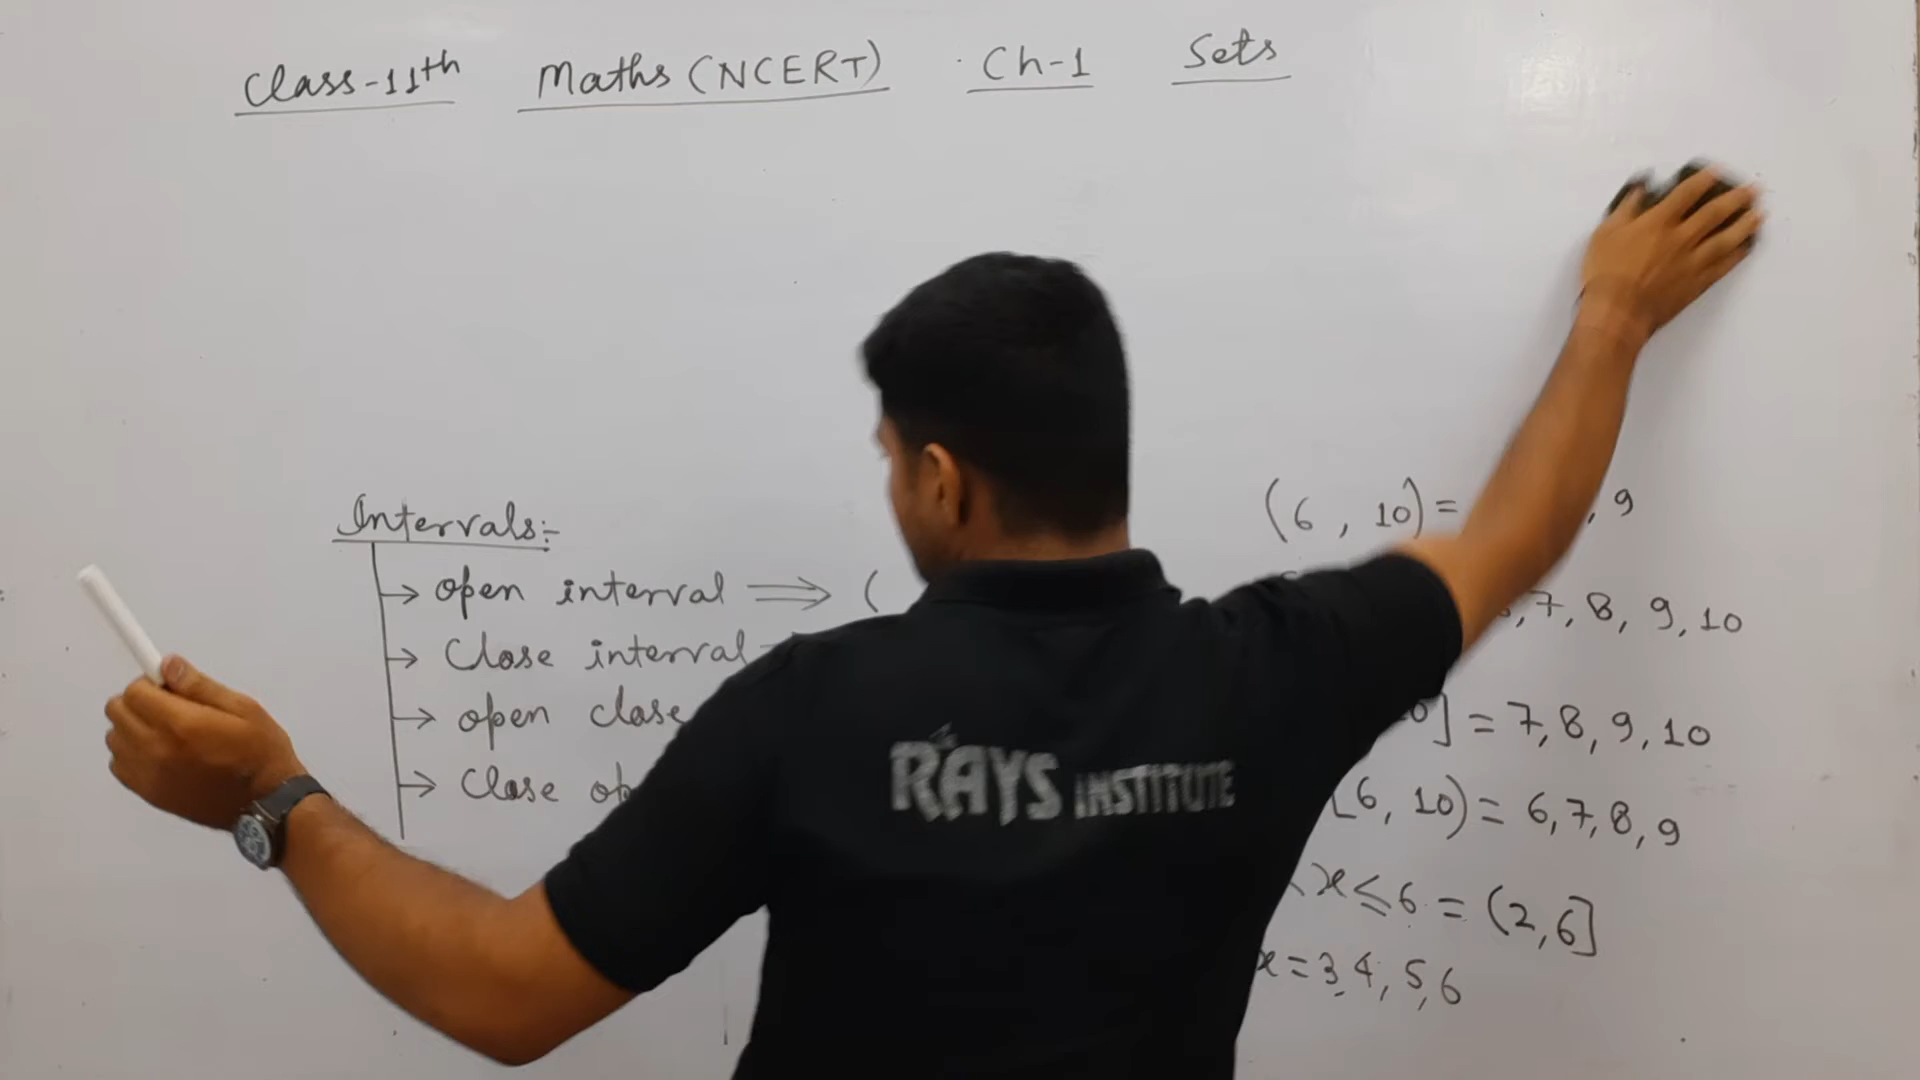 Class-11th Maths (NCERT) Ch-1 Sets
Intervals:-
→ open interval ⟹ (
→ Close interval
→ open close
→ Close
(6 , 10) = , 9
7, 8, 9, 10
] = 7, 8, 9, 10
[6, 10) = 6, 7, 8, 9
x ≤ 6 = (2, 6]
x = 3, 4, 5, 6
The RAYS INSTITUTE